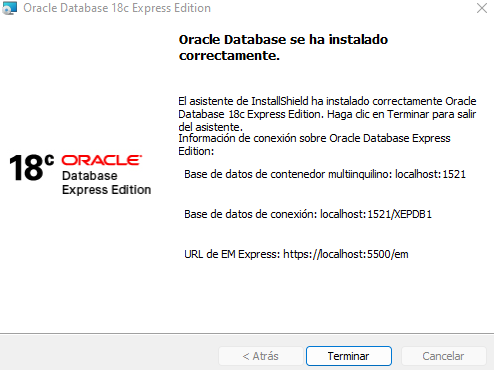 Oracle Database 18c Express Edition
Oracle Database se ha instalado
correctamente.
El asistente de InstallShield ha instalado correctamente Oracle
Database 18c Express Edition. Haga clic en Terminar para salir
del asistente.
Información de conexión sobre Oracle Database Express
Edition:
18c ORACLE
Database
Express Edition
Base de datos de contenedor multiinquilino: localhost:1521
Base de datos de conexión: localhost:1521/XEPDB1
URL de EM Express: https://localhost:5500/em
< Atrás
Terminar
Cancelar